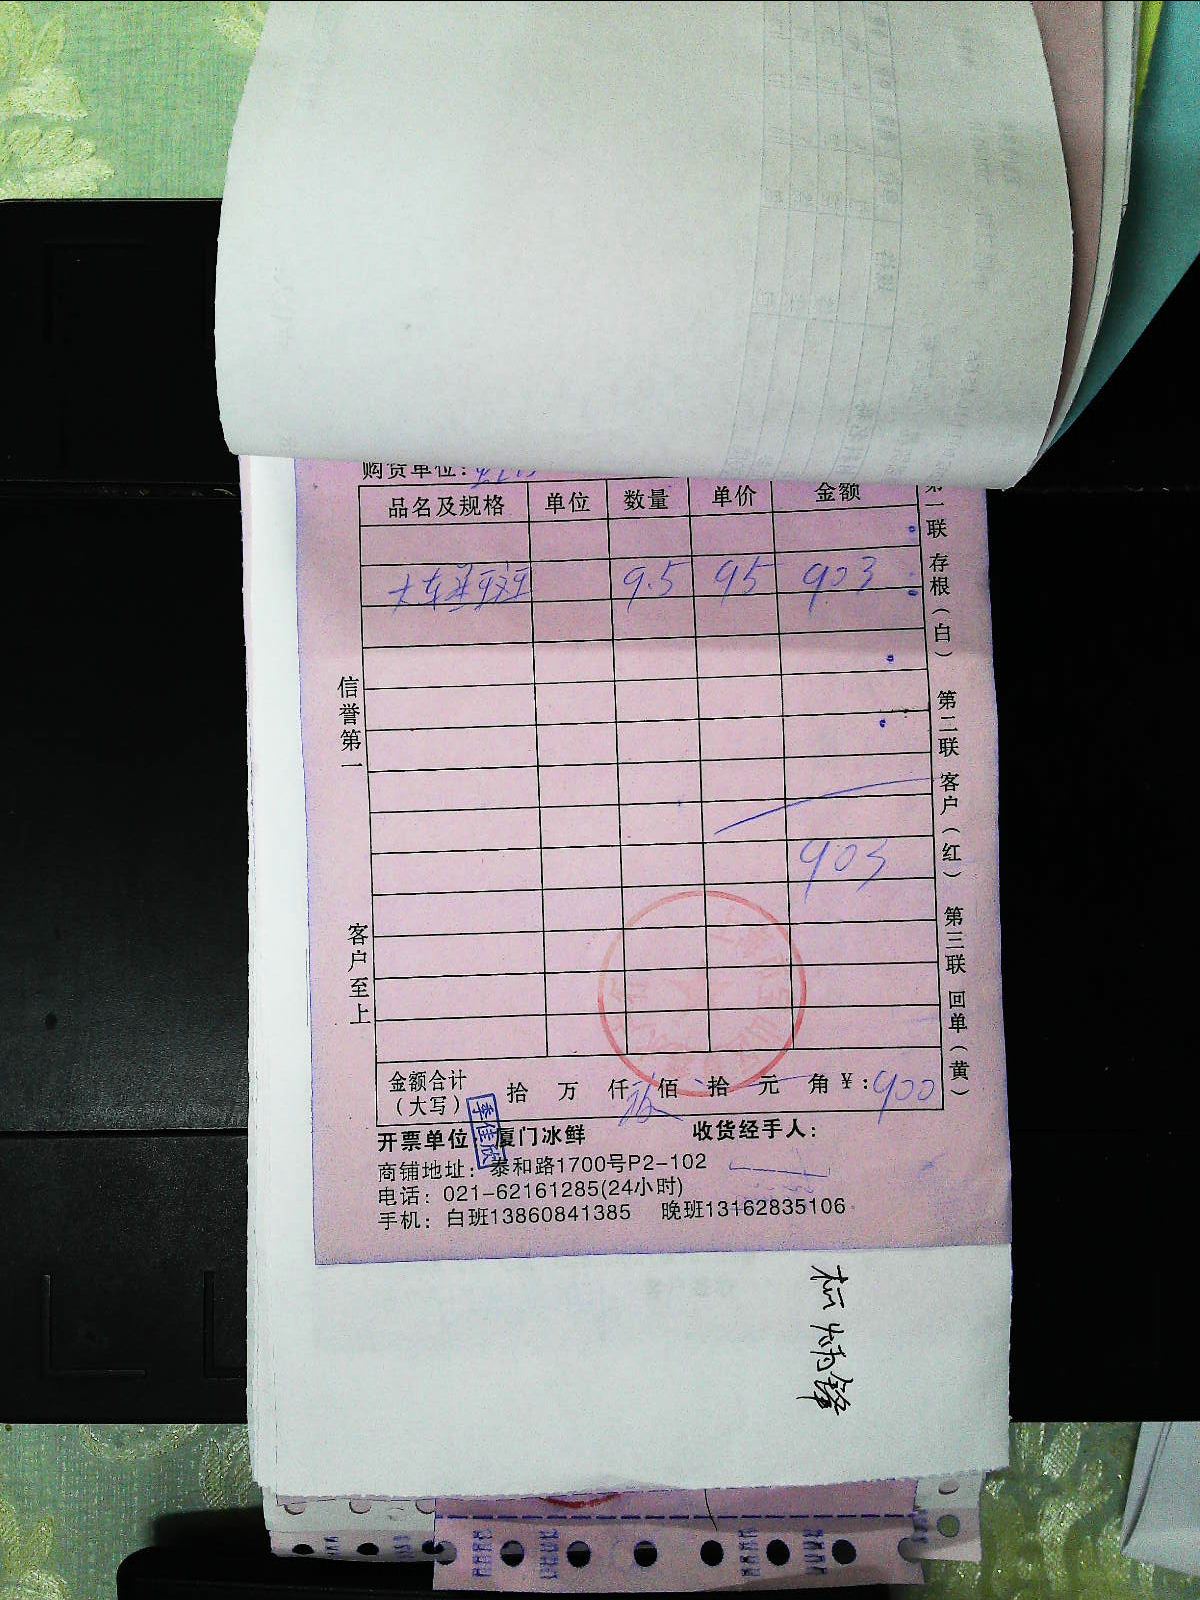 购货单位：
品名及规格 单位 数量 单价 金额
9.5 95 903
903
金额合计（大写） 拾 万 仟 佰 拾 元 角 ¥：900
季佳欣
开票单位：厦门冰鲜 收货经手人：
商铺地址：泰和路1700号P2-102
电话：021-62161285(24小时)
手机：白班13860841385 晚班13162835106
信誉第一
客户至上
第一联 存根（白）
第二联 客户（红）
第三联 回单（黄）